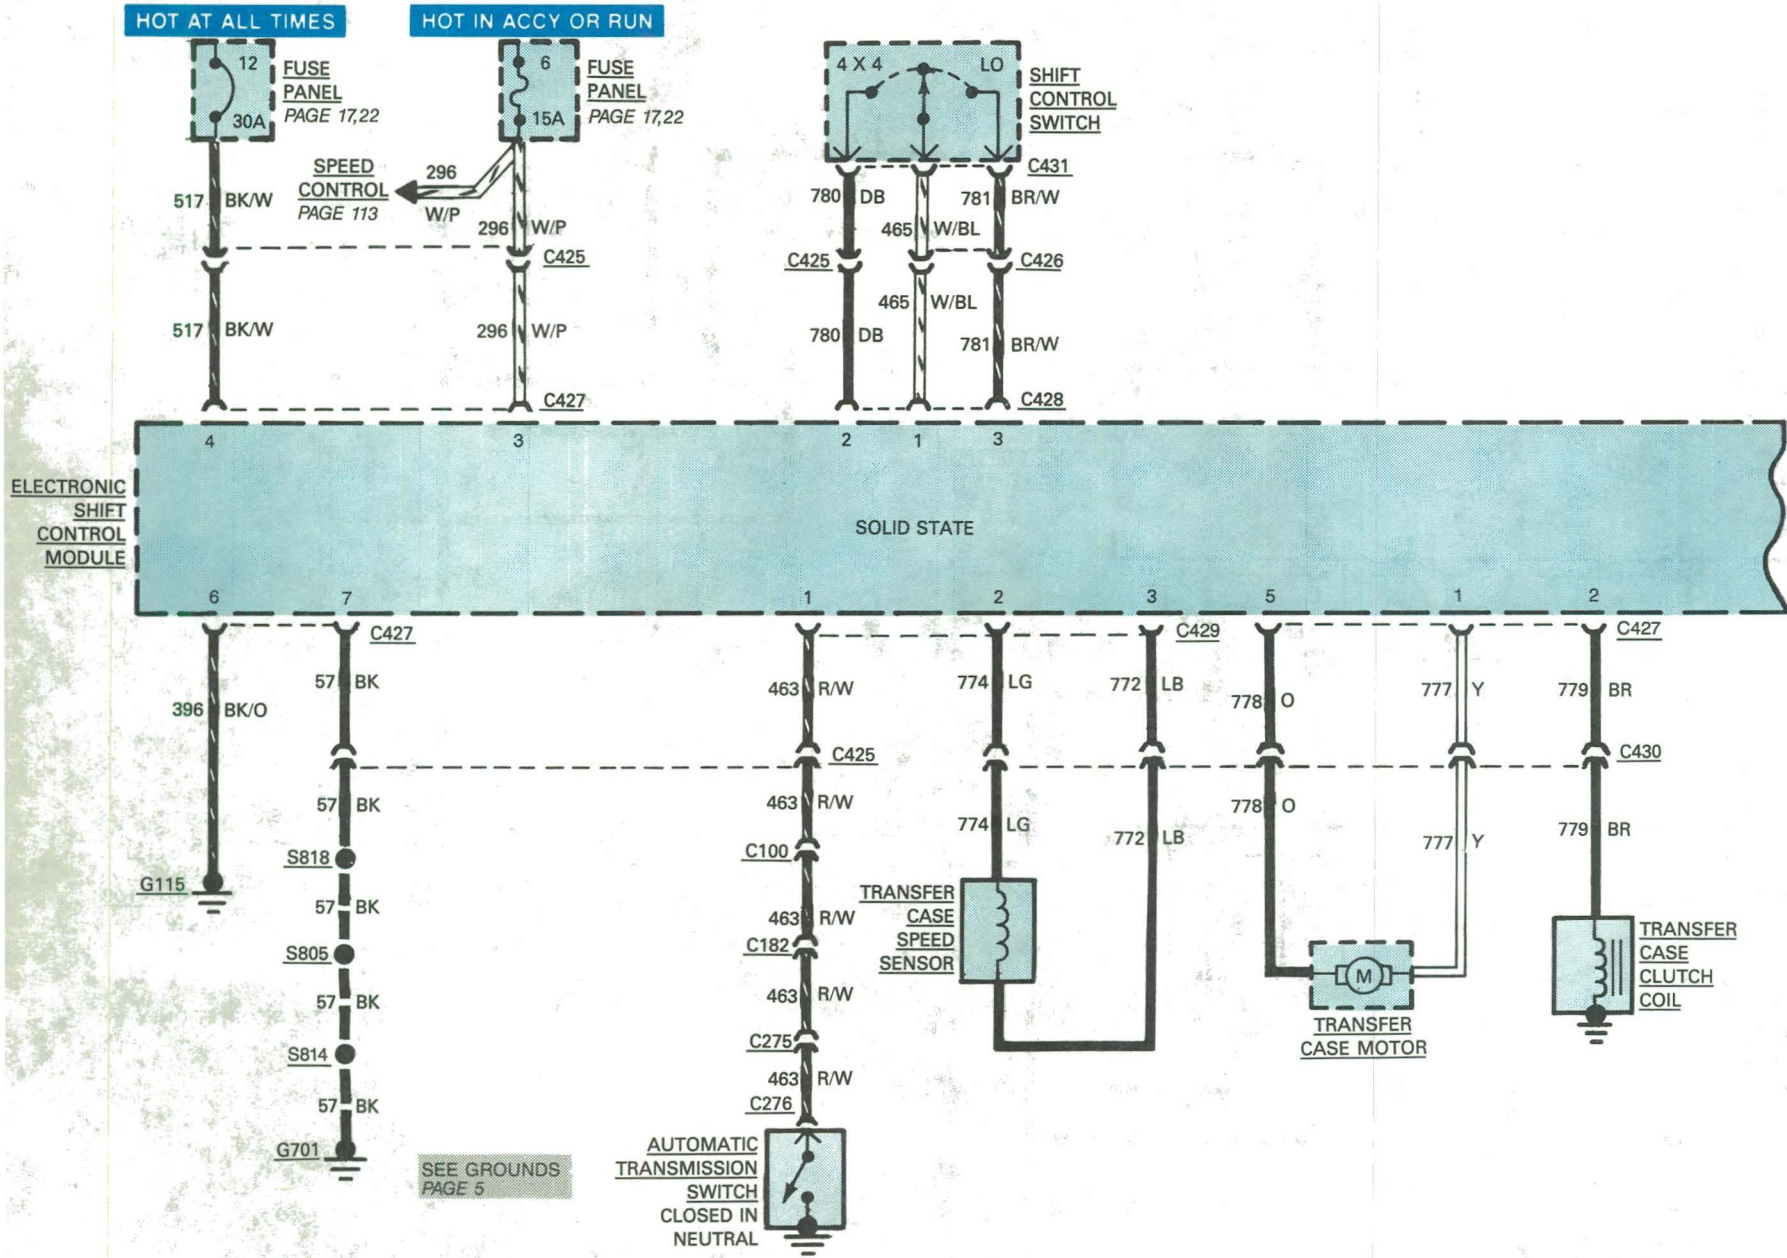 HOT AT ALL TIMES
HOT IN ACCY OR RUN
12
30A
FUSE
PANEL
PAGE 17,22
6
15A
FUSE
PANEL
PAGE 17,22
4 X 4
LO
SHIFT
CONTROL
SWITCH
SPEED
CONTROL
PAGE 113
296
W/P
517 BK/W
296 W/P
C425
517 BK/W
296 W/P
C427
C431
780 DB
465 W/BL
781 BR/W
C425
C426
780 DB
465 W/BL
781 BR/W
C428
4
3
2
1
3
ELECTRONIC
SHIFT
CONTROL
MODULE
SOLID STATE
6
7
1
2
3
5
1
2
C427
C429
C427
396 BK/O
57 BK
463 R/W
774 LG
772 LB
778 O
777 Y
779 BR
C425
C430
57 BK
463 R/W
774 LG
772 LB
778 O
777 Y
779 BR
S818
C100
G115
57 BK
463 R/W
S805
C182
57 BK
463 R/W
S814
C275
57 BK
463 R/W
C276
G701
TRANSFER
CASE
SPEED
SENSOR
M
TRANSFER
CASE MOTOR
TRANSFER
CASE
CLUTCH
COIL
SEE GROUNDS
PAGE 5
AUTOMATIC
TRANSMISSION
SWITCH
CLOSED IN
NEUTRAL